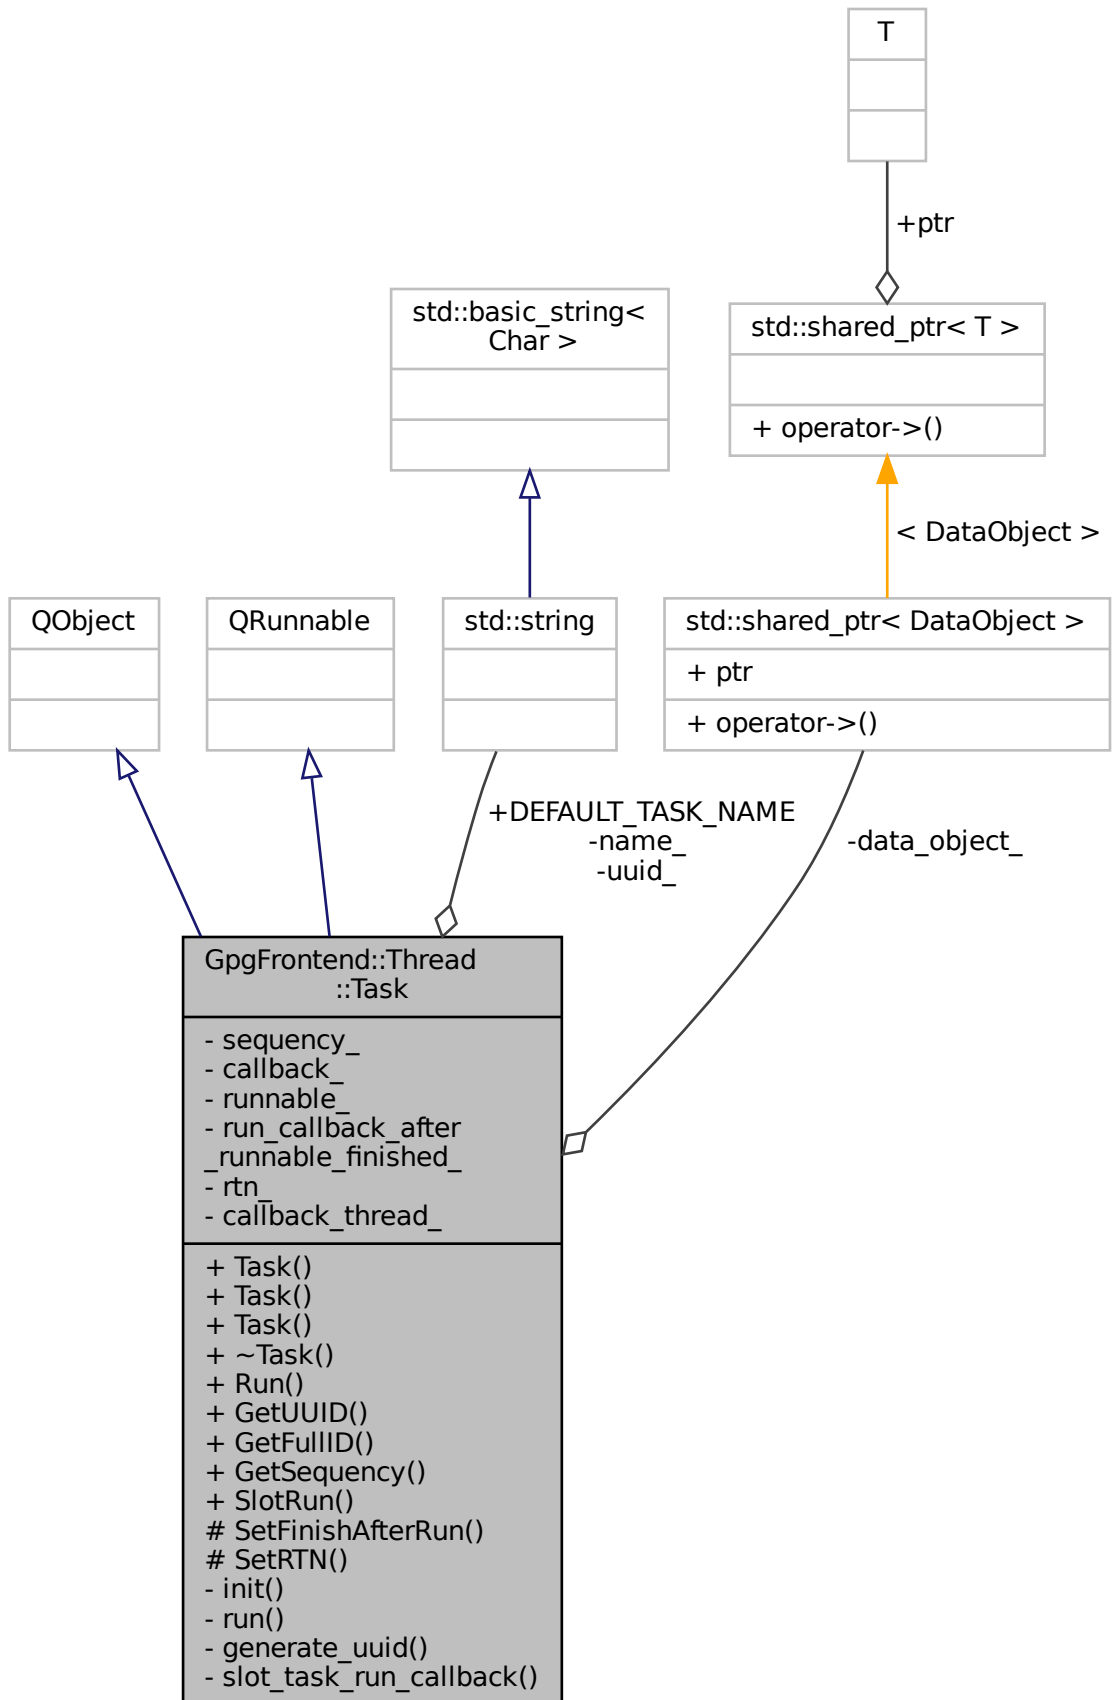 T
+ptr
std::basic_string<
Char >
std::shared_ptr< T >
+ operator->()
< DataObject >
QObject
QRunnable
std::string
std::shared_ptr< DataObject >
+ ptr
+ operator->()
+DEFAULT_TASK_NAME
-name_
-uuid_
-data_object_
GpgFrontend::Thread
::Task
- sequency_
- callback_
- runnable_
- run_callback_after
_runnable_finished_
- rtn_
- callback_thread_
+ Task()
+ Task()
+ Task()
+ ~Task()
+ Run()
+ GetUUID()
+ GetFullID()
+ GetSequency()
+ SlotRun()
# SetFinishAfterRun()
# SetRTN()
- init()
- run()
- generate_uuid()
- slot_task_run_callback()